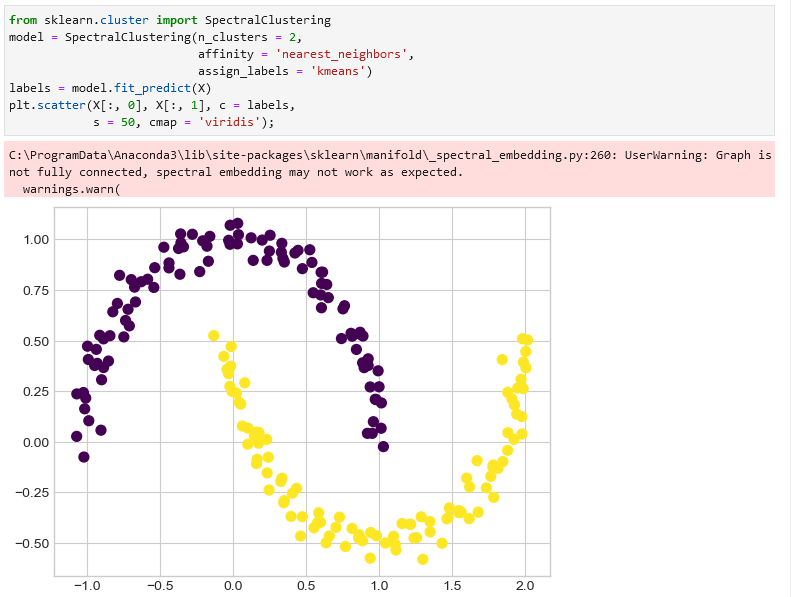 from sklearn.cluster import SpectralClustering
model = SpectralClustering(n_clusters = 2,
                           affinity = 'nearest_neighbors',
                           assign_labels = 'kmeans')
labels = model.fit_predict(X)
plt.scatter(X[:, 0], X[:, 1], c = labels,
            s = 50, cmap = 'viridis');
C:\ProgramData\Anaconda3\lib\site-packages\sklearn\manifold\_spectral_embedding.py:260: UserWarning: Graph is
not fully connected, spectral embedding may not work as expected.
  warnings.warn(
1.00
0.75
0.50
0.25
0.00
−0.25
−0.50
−1.0 −0.5 0.0 0.5 1.0 1.5 2.0